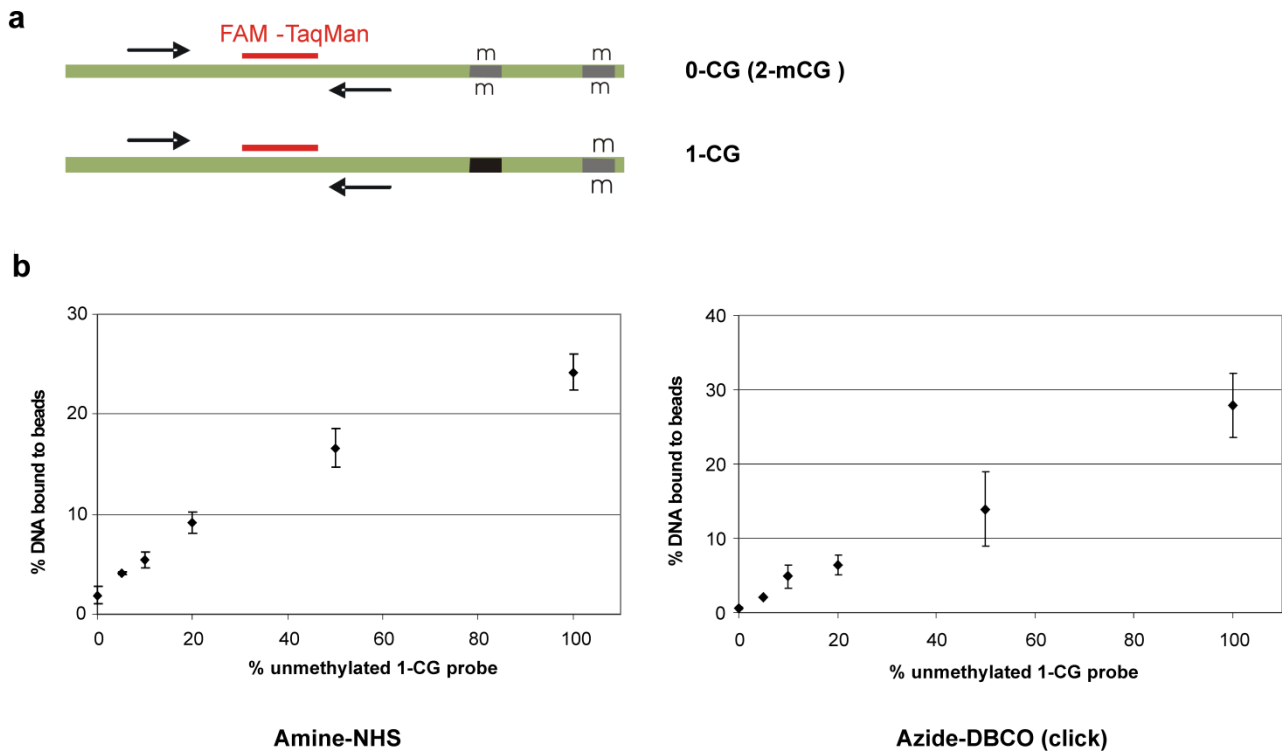 a
FAM -TaqMan
m
m
m
m
0-CG (2-mCG )
m
m
1-CG
b
% DNA bound to beads
30
20
10
0
0 20 40 60 80 100
% unmethylated 1-CG probe
Amine-NHS
% DNA bound to beads
40
30
20
10
0
0 20 40 60 80 100
% unmethylated 1-CG probe
Azide-DBCO (click)